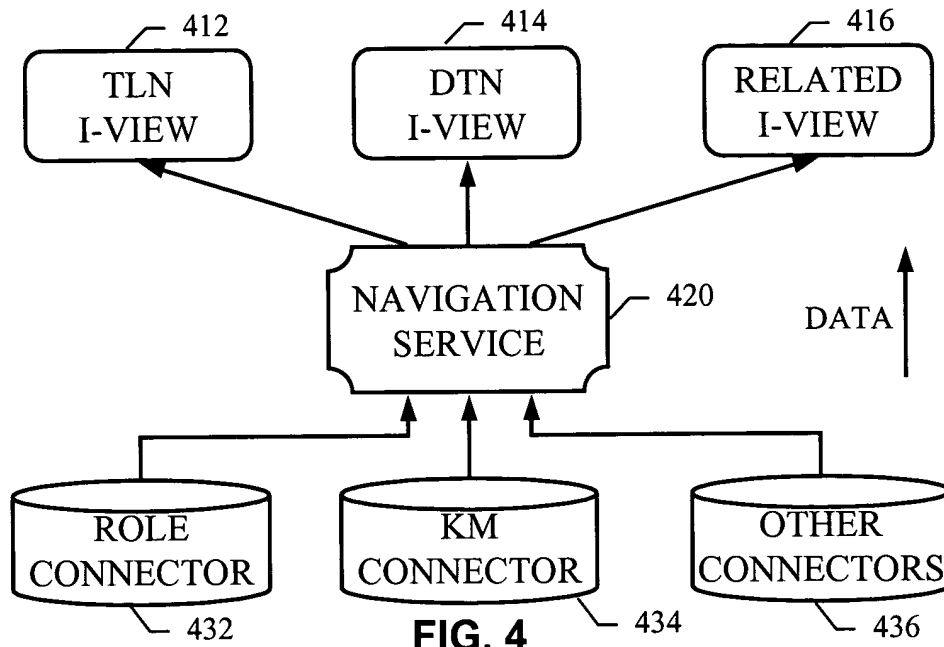 412
414
416
TLN
I-VIEW
DTN
I-VIEW
RELATED
I-VIEW
NAVIGATION
SERVICE
420
DATA
ROLE
CONNECTOR
KM
CONNECTOR
OTHER
CONNECTORS
432
434
436
FIG. 4